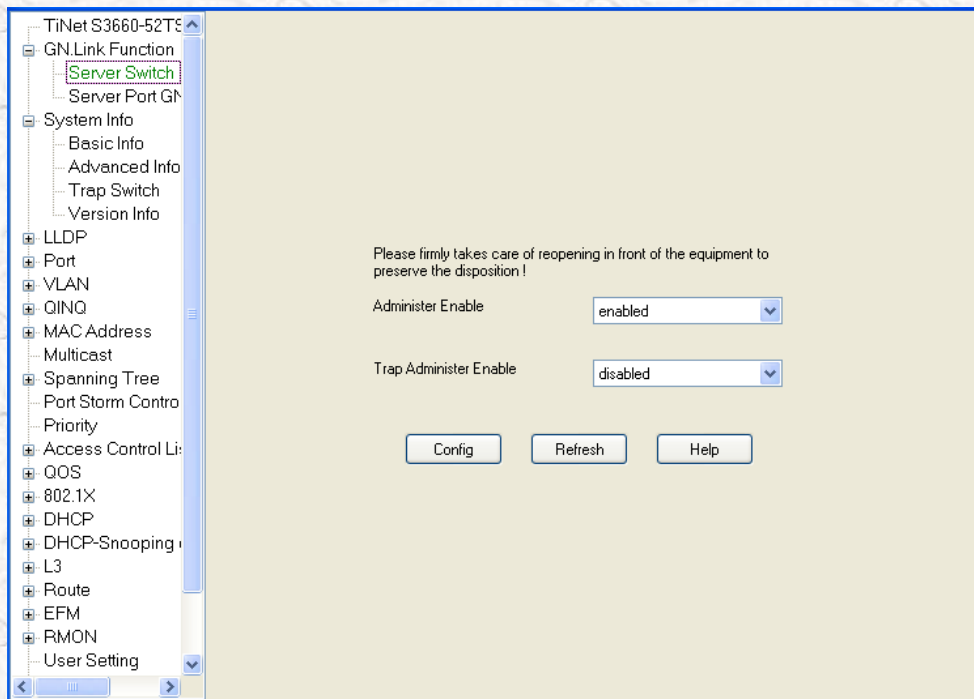 TiNet S3660-52TS
GN.Link Function
Server Switch
Server Port GN
System Info
Basic Info
Advanced Info
Trap Switch
Version Info
LLDP
Port
VLAN
QINQ
MAC Address
Multicast
Spanning Tree
Port Storm Contro
Priority
Access Control Li
QOS
802.1X
DHCP
DHCP-Snooping
L3
Route
EFM
RMON
User Setting
Please firmly takes care of reopening in front of the equipment to
preserve the disposition !
Administer Enable
enabled
Trap Administer Enable
disabled
Config Refresh Help